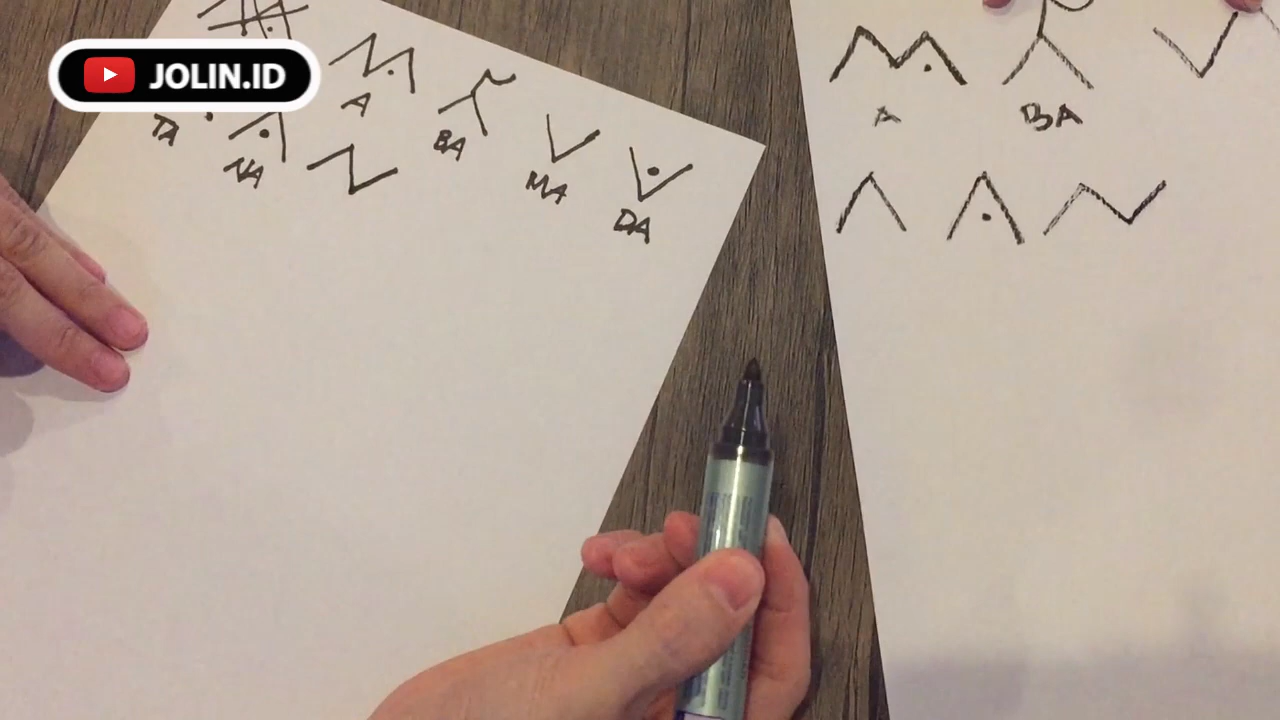 JOLIN.ID
ᨕ ᨅ ᨆ ᨉ
A BA MA DA
ᨊ ᨒ
TA NA
ᨕ ᨅ ᨆ
A BA
ᨈ ᨊ ᨒ